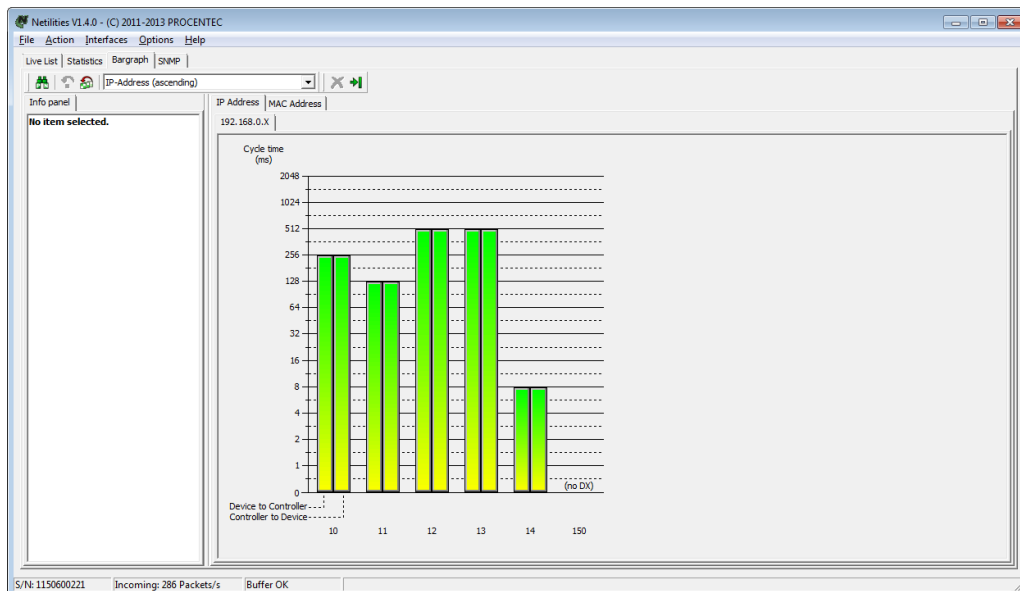 Netilities V1.4.0 - (C) 2011-2013 PROCENTEC
File Action Interfaces Options Help
Live List Statistics Bargraph SNMP
IP-Address (ascending)
Info panel
No item selected.
IP Address MAC Address
192.168.0.X
Cycle time
(ms)
2048
1024
512
256
128
64
32
16
8
4
2
1
0
(no DX)
Device to Controller
Controller to Device
10 11 12 13 14 150
S/N: 1150600221 Incoming: 286 Packets/s Buffer OK